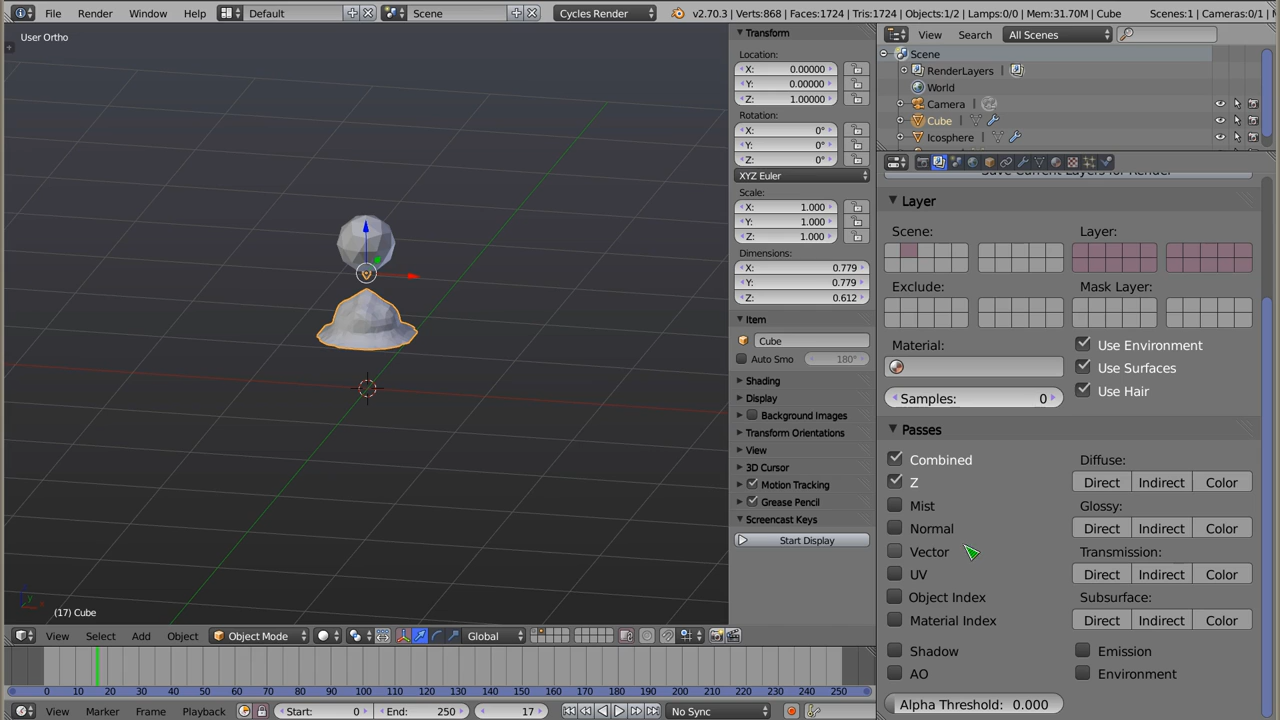 File Render Window Help Default Scene Cycles Render v2.70.3 | Verts:868 | Faces:1724 | Tris:1724 | Objects:1/2 | Lamps:0/0 | Mem:31.70M | Cube Scenes:1 | Cameras:0/1
User Ortho
Transform
Location:
X: 0.00000
Y: 0.00000
Z: 1.00000
Rotation:
X: 0°
Y: 0°
Z: 0°
XYZ Euler
Scale:
X: 1.000
Y: 1.000
Z: 1.000
Dimensions:
X: 0.779
Y: 0.779
Z: 0.612
Item
Cube
Auto Smo 180°
Shading
Display
Background Images
Transform Orientations
View
3D Cursor
Motion Tracking
Grease Pencil
Screencast Keys
Start Display
View Search All Scenes
Scene
RenderLayers
World
Camera
Cube
Icosphere
Save Current Layers for Render
Layer
Scene: Layer:
Exclude: Mask Layer:
Material:
Use Environment
Use Surfaces
Use Hair
Samples: 0
Passes
Combined
Z
Mist
Normal
Vector
UV
Object Index
Material Index
Shadow
AO
Diffuse:
Direct Indirect Color
Glossy:
Direct Indirect Color
Transmission:
Direct Indirect Color
Subsurface:
Direct Indirect Color
Emission
Environment
Alpha Threshold: 0.000
(17) Cube
View Select Add Object Object Mode Global
0 10 20 30 40 50 60 70 80 90 100 110 120 130 140 150 160 170 180 190 200 210 220 230 240 250
View Marker Frame Playback Start: 0 End: 250 17 No Sync